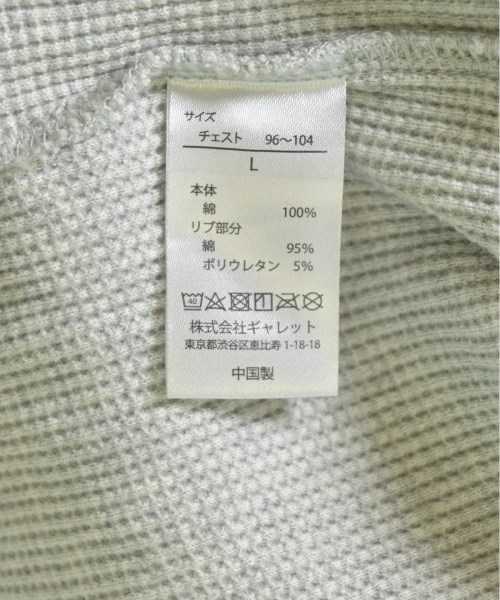 サイズ
チェスト 96〜104
L
本体
綿 100%
リブ部分
綿 95%
ポリウレタン 5%
40
株式会社ギャレット
東京都渋谷区恵比寿 1-18-18
中国製